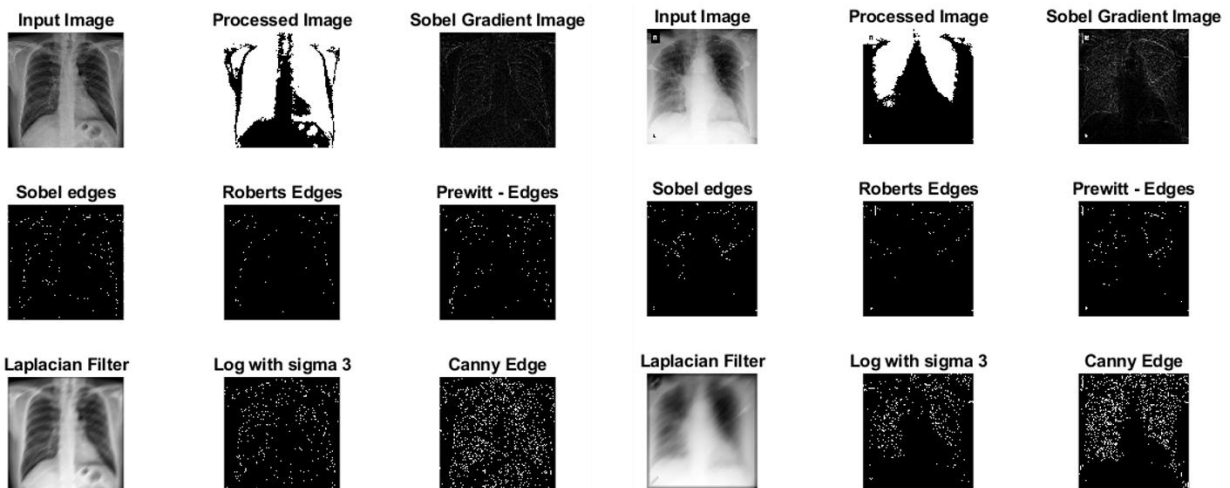 Input Image
Processed Image
Sobel Gradient Image
Sobel edges
Roberts Edges
Prewitt - Edges
Laplacian Filter
Log with sigma 3
Canny Edge
Input Image
Processed Image
Sobel Gradient Image
Sobel edges
Roberts Edges
Prewitt - Edges
Laplacian Filter
Log with sigma 3
Canny Edge